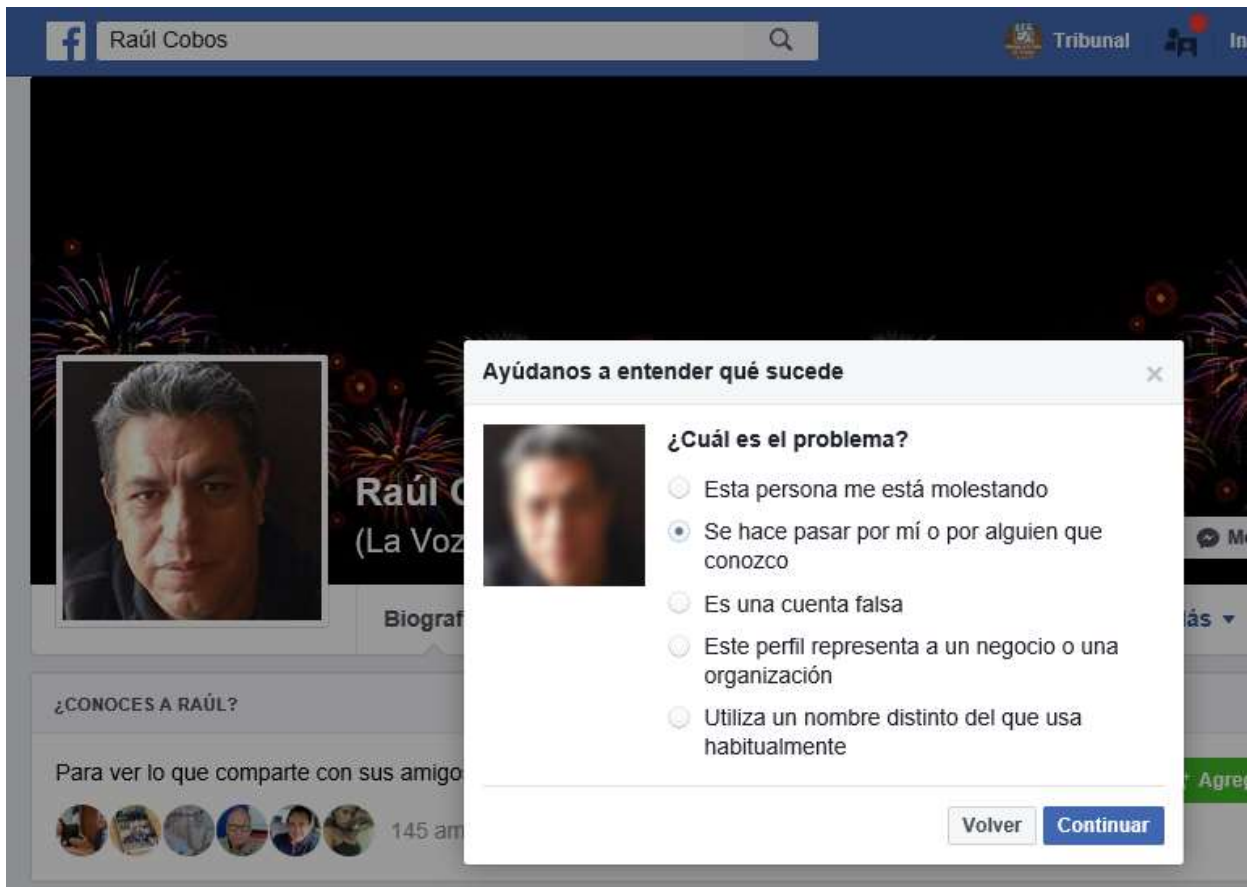 Raúl Cobos
Tribunal
In
Raúl C
(La Voz
Biograf
ás
¿CONOCES A RAÚL?
Para ver lo que comparte con sus amigo
145 am
Agreg
Ayúdanos a entender qué sucede
¿Cuál es el problema?
Esta persona me está molestando
Se hace pasar por mí o por alguien que
conozco
Es una cuenta falsa
Este perfil representa a un negocio o una
organización
Utiliza un nombre distinto del que usa
habitualmente
Volver
Continuar